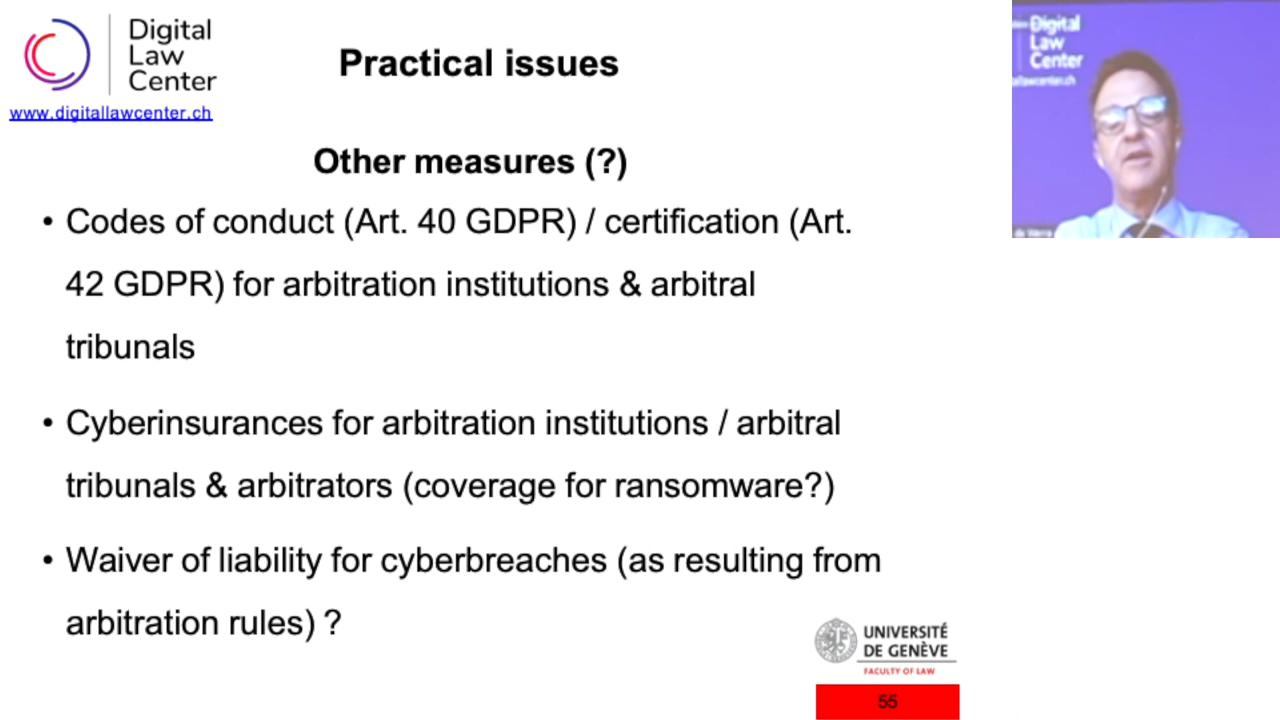 Digital
Law
Center
www.digitallawcenter.ch
Practical issues
Other measures (?)
• Codes of conduct (Art. 40 GDPR) / certification (Art.
42 GDPR) for arbitration institutions & arbitral
tribunals
• Cyberinsurances for arbitration institutions / arbitral
tribunals & arbitrators (coverage for ransomware?)
• Waiver of liability for cyberbreaches (as resulting from
arbitration rules) ?
UNIVERSITÉ
DE GENÈVE
FACULTY OF LAW
55
Digital
Law
Center
de Werra